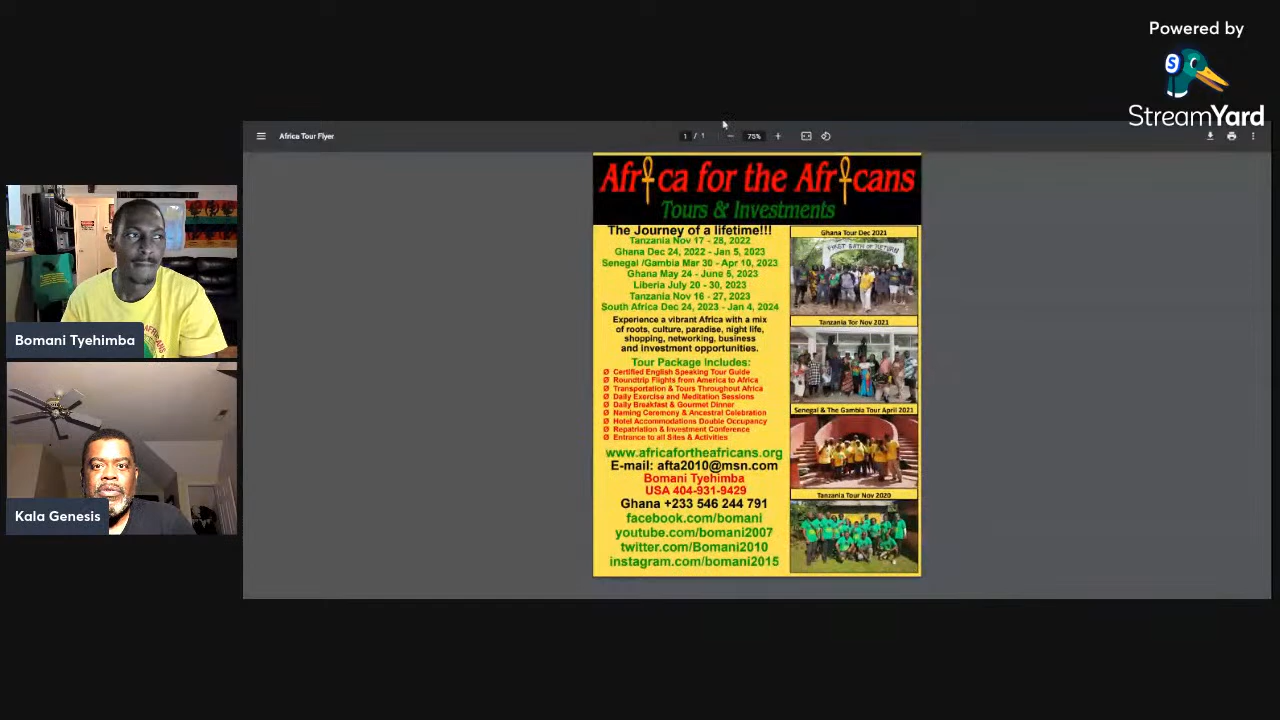 Powered by
StreamYard
Africa Tour Flyer
1 / 1
75%
Africa for the Africans
Tours & Investments
The Journey of a lifetime!!!
Tanzania Nov 17 - 28, 2022
Ghana Dec 24, 2022 - Jan 5, 2023
Senegal /Gambia Mar 30 - Apr 10, 2023
Ghana May 24 - June 5, 2023
Liberia July 20 - 30, 2023
Tanzania Nov 16 - 27, 2023
South Africa Dec 24, 2023 - Jan 4, 2024
Experience a vibrant Africa with a mix
of roots, culture, paradise, night life,
shopping, networking, business
and investment opportunities.
Tour Package Includes:
Ø Certified English Speaking Tour Guide
Ø Roundtrip Flights from America to Africa
Ø Transportation & Tours Throughout Africa
Ø Daily Exercise and Meditation Sessions
Ø Daily Breakfast & Gourmet Dinner
Ø Naming Ceremony & Ancestral Celebration
Ø Hotel Accommodations Double Occupancy
Ø Repatriation & Investment Conference
Ø Entrance to all Sites & Activities
www.africafortheafricans.org
E-mail: afta2010@msn.com
Bomani Tyehimba
USA 404-931-9429
Ghana +233 546 244 791
facebook.com/bomani
youtube.com/bomani2007
twitter.com/Bomani2010
instagram.com/bomani2015
Ghana Tour Dec 2021
Tanzania Tor Nov 2021
Senegal & The Gambia Tour April 2021
Tanzania Tour Nov 2020
Bomani Tyehimba
Kala Genesis